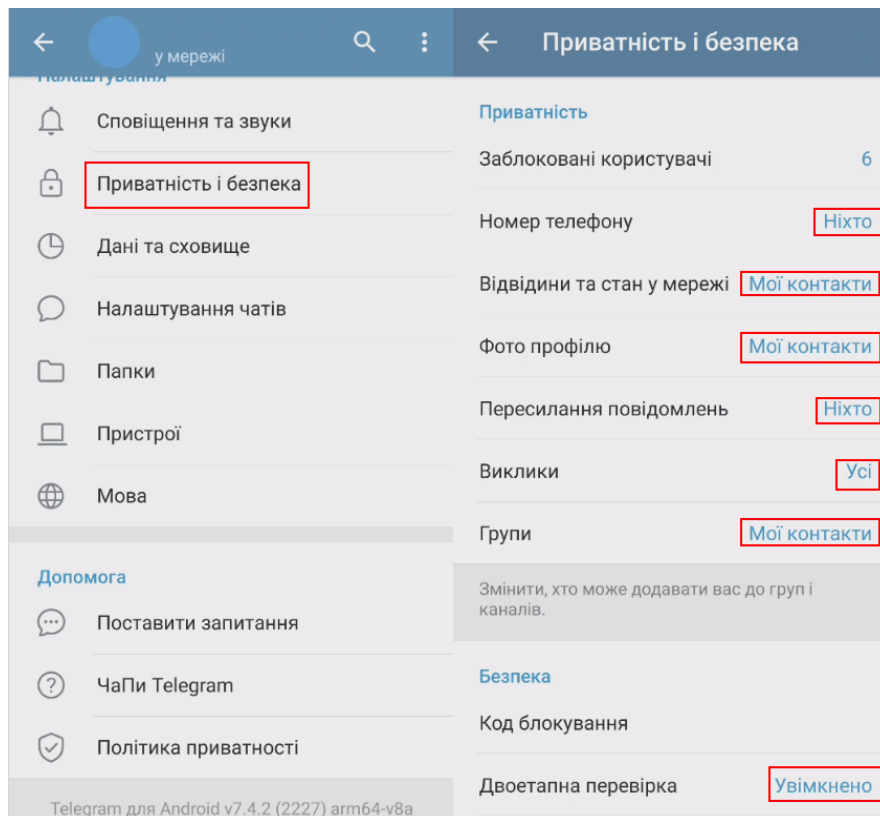 у мережі
Налаштування
Сповіщення та звуки
Приватність і безпека
Дані та сховище
Налаштування чатів
Папки
Пристрої
Мова
Допомога
Поставити запитання
ЧаПи Telegram
Політика приватності
Telegram для Android v7.4.2 (2227) arm64-v8a
Приватність і безпека
Приватність
Заблоковані користувачі 6
Номер телефону Ніхто
Відвідини та стан у мережі Мої контакти
Фото профілю Мої контакти
Пересилання повідомлень Ніхто
Виклики Усі
Групи Мої контакти
Змінити, хто може додавати вас до груп і
каналів.
Безпека
Код блокування
Двоетапна перевірка Увімкнено